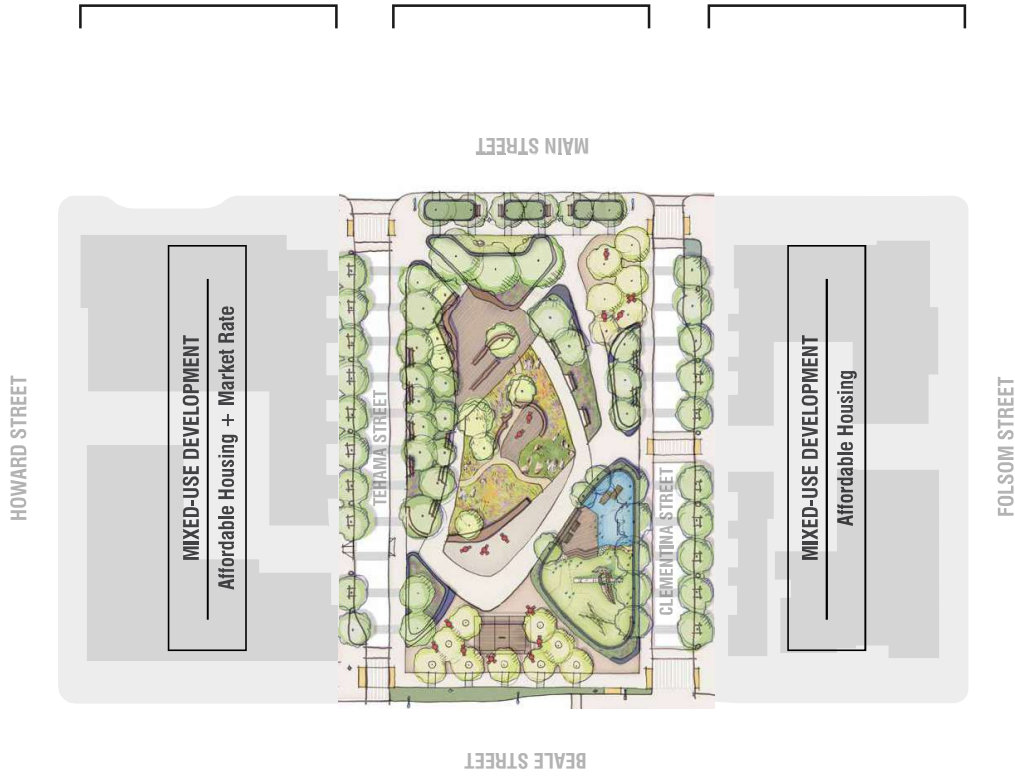 MAIN STREET
HOWARD STREET
MIXED-USE DEVELOPMENT
Affordable Housing + Market Rate
TEHAMA STREET
CLEMENTINA STREET
MIXED-USE DEVELOPMENT
Affordable Housing
FOLSOM STREET
BEALE STREET